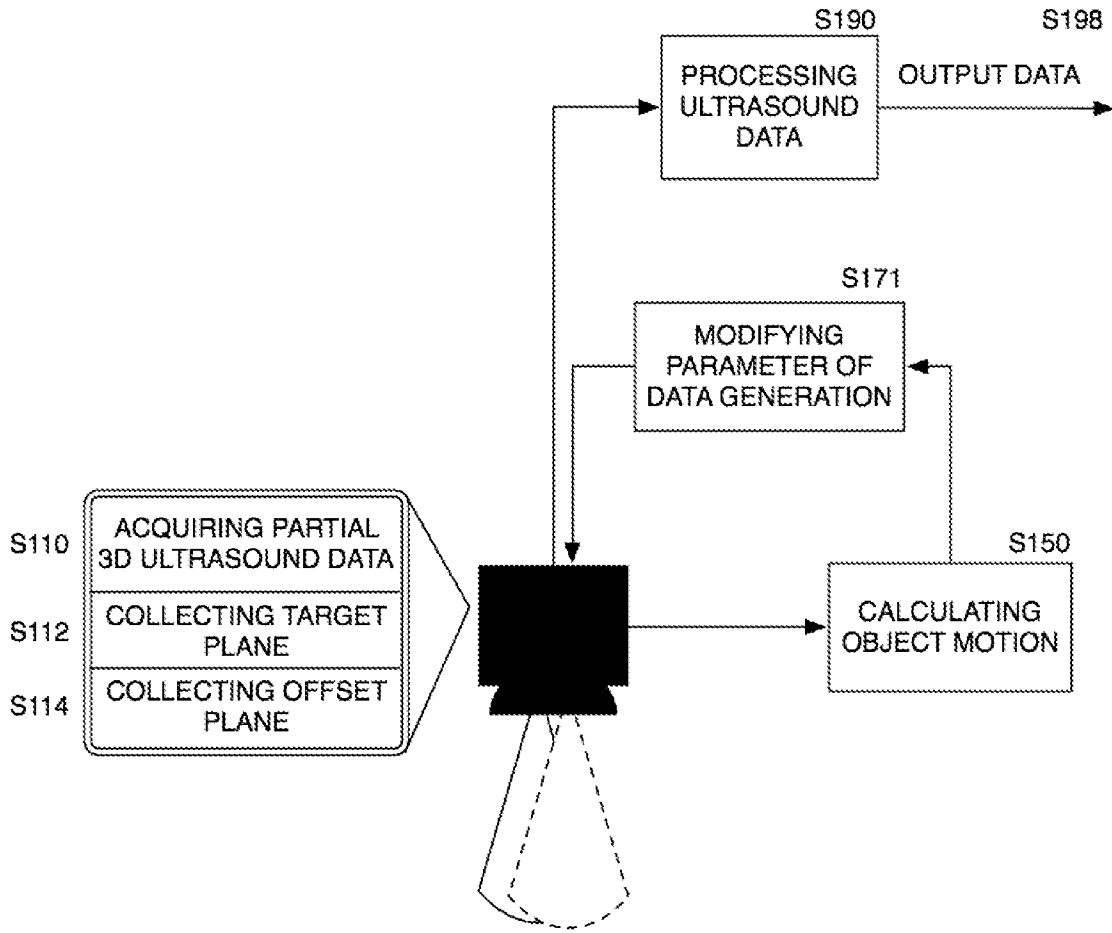 S190
S198
PROCESSING
ULTRASOUND
DATA
OUTPUT DATA
S171
MODIFYING
PARAMETER OF
DATA GENERATION
S110
ACQUIRING PARTIAL
3D ULTRASOUND DATA
S112
COLLECTING TARGET
PLANE
S114
COLLECTING OFFSET
PLANE
S150
CALCULATING
OBJECT MOTION